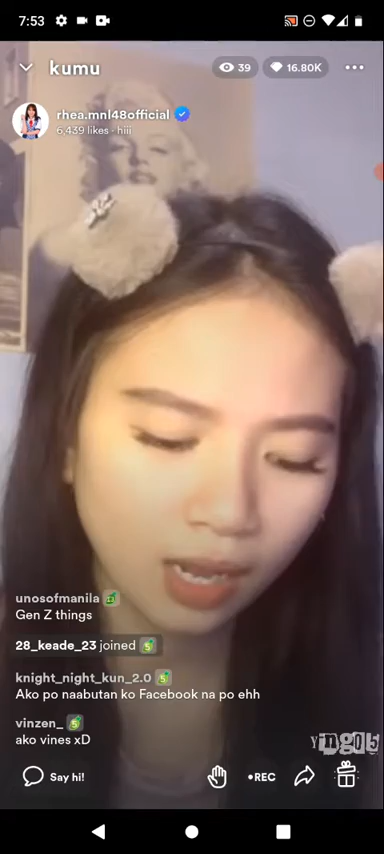 7:53
kumu
39
16.80K
rhea.mnl48official
6,439 likes · hiii
unosofmanila
Gen Z things
28_keade_23 joined
knight_night_kun_2.0
Ako po naabutan ko Facebook na po ehh
vinzen_
ako vines xD
Say hi!
•REC